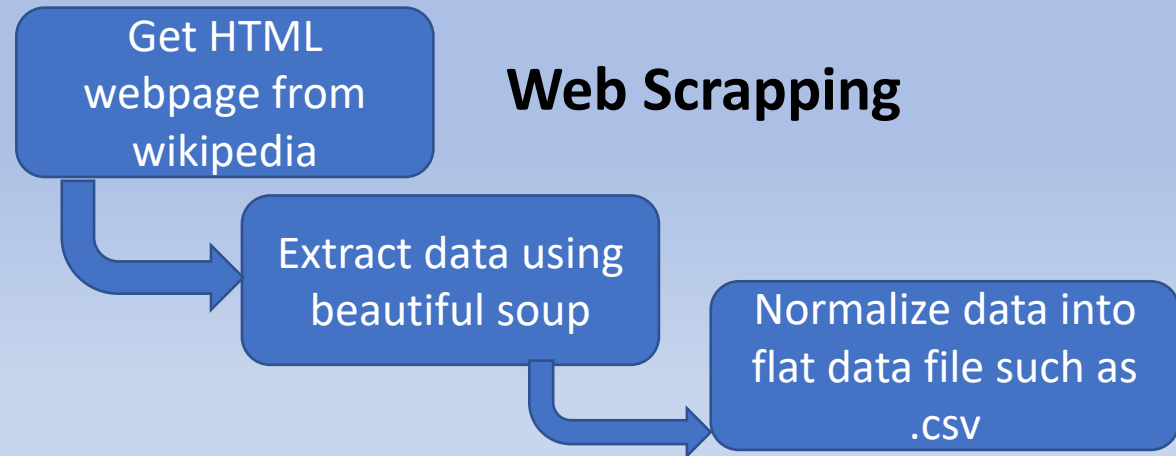 Get HTML
webpage from
wikipedia
Web Scrapping
Extract data using
beautiful soup
Normalize data into
flat data file such as
.csv